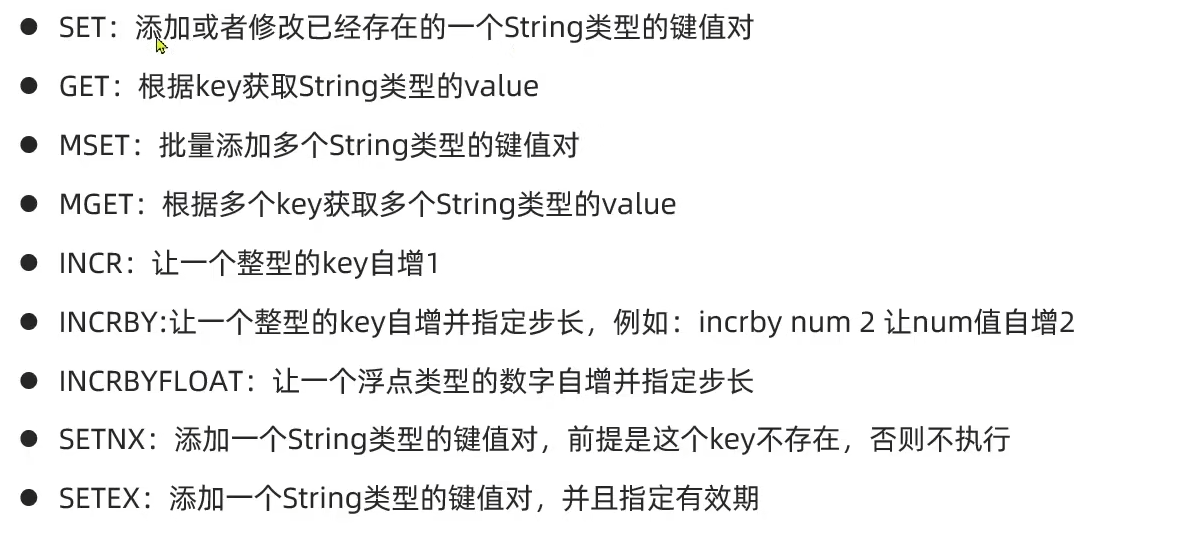 ● SET：添加或者修改已经存在的一个String类型的键值对
● GET：根据key获取String类型的value
● MSET：批量添加多个String类型的键值对
● MGET：根据多个key获取多个String类型的value
● INCR：让一个整型的key自增1
● INCRBY:让一个整型的key自增并指定步长，例如：incrby num 2 让num值自增2
● INCRBYFLOAT：让一个浮点类型的数字自增并指定步长
● SETNX：添加一个String类型的键值对，前提是这个key不存在，否则不执行
● SETEX：添加一个String类型的键值对，并且指定有效期